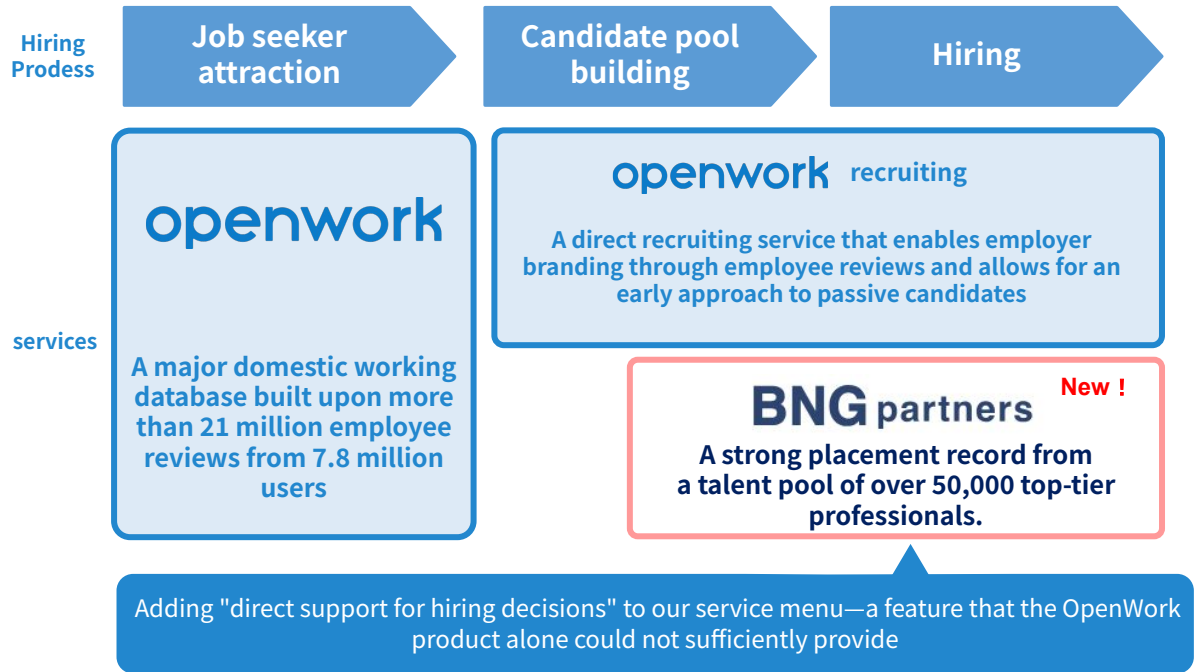 Hiring
Prodess
Job seeker
attraction
Candidate pool
building
Hiring
services
openwork
A major domestic working
database built upon more
than 21 million employee
reviews from 7.8 million
users
openwork recruiting
A direct recruiting service that enables employer
branding through employee reviews and allows for an
early approach to passive candidates
New !
BNG partners
A strong placement record from
a talent pool of over 50,000 top-tier
professionals.
Adding "direct support for hiring decisions" to our service menu—a feature that the OpenWork
product alone could not sufficiently provide